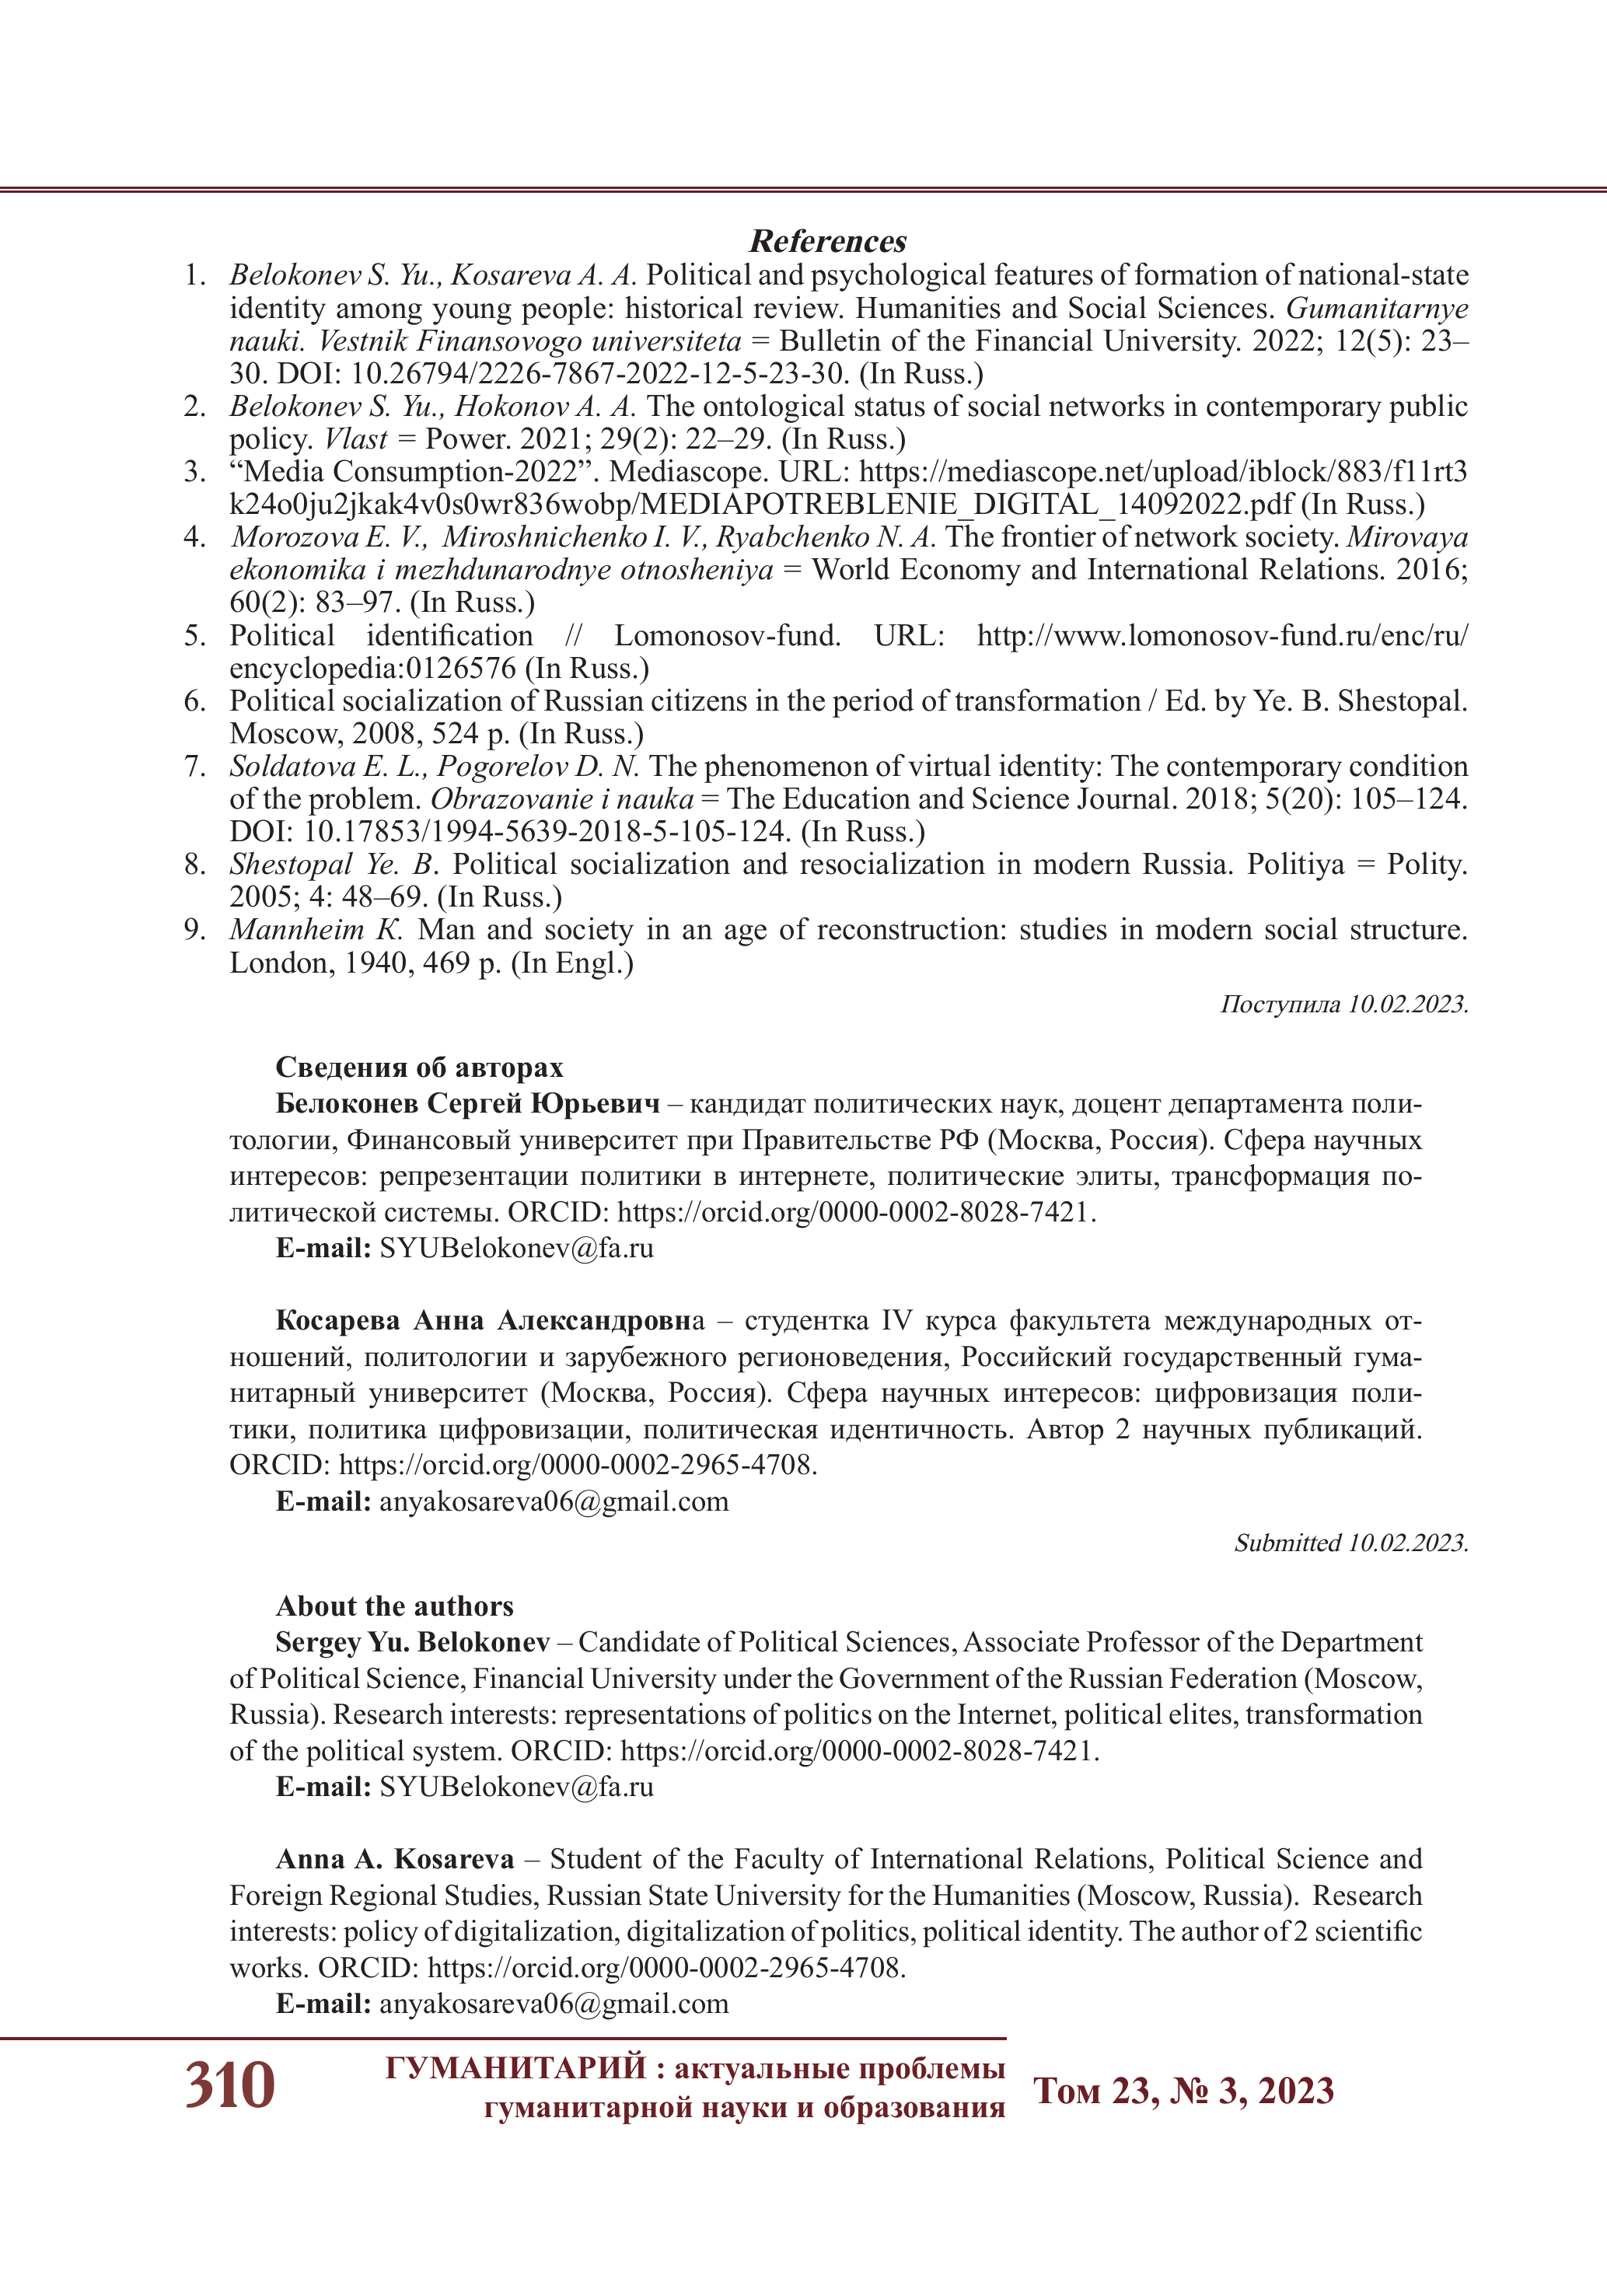 References
1. Belokonev S. Yu., Kosareva A. A. Political and psychological features of formation of national-state
identity among young people: historical review. Humanities and Social Sciences. Gumanitarnye
nauki. Vestnik Finansovogo universiteta = Bulletin of the Financial University. 2022; 12(5): 23–
30. DOI: 10.26794/2226-7867-2022-12-5-23-30. (In Russ.)
2. Belokonev S. Yu., Hokonov A. A. The ontological status of social networks in contemporary public
policy. Vlast = Power. 2021; 29(2): 22–29. (In Russ.)
3. “Media Consumption-2022”. Mediascope. URL: https://mediascope.net/upload/iblock/883/f11rt3
k24o0ju2jkak4v0s0wr836wobp/MEDIAPOTREBLENIE_DIGITAL_14092022.pdf (In Russ.)
4. Morozova E. V., Miroshnichenko I. V., Ryabchenko N. A. The frontier of network society. Mirovaya
ekonomika i mezhdunarodnye otnosheniya = World Economy and International Relations. 2016;
60(2): 83–97. (In Russ.)
5. Political identification // Lomonosov-fund. URL: http://www.lomonosov-fund.ru/enc/ru/
encyclopedia:0126576 (In Russ.)
6. Political socialization of Russian citizens in the period of transformation / Ed. by Ye. B. Shestopal.
Moscow, 2008, 524 p. (In Russ.)
7. Soldatova E. L., Pogorelov D. N. The phenomenon of virtual identity: The contemporary condition
of the problem. Obrazovanie i nauka = The Education and Science Journal. 2018; 5(20): 105–124.
DOI: 10.17853/1994-5639-2018-5-105-124. (In Russ.)
8. Shestopal Ye. B. Political socialization and resocialization in modern Russia. Politiya = Polity.
2005; 4: 48–69. (In Russ.)
9. Mannheim K. Man and society in an age of reconstruction: studies in modern social structure.
London, 1940, 469 p. (In Engl.)
Поступила 10.02.2023.
Сведения об авторах
Белоконев Сергей Юрьевич – кандидат политических наук, доцент департамента поли-
тологии, Финансовый университет при Правительстве РФ (Москва, Россия). Сфера научных
интересов: репрезентации политики в интернете, политические элиты, трансформация по-
литической системы. ORCID: https://orcid.org/0000-0002-8028-7421.
E-mail: SYUBelokonev@fa.ru
Косарева Анна Александровна – студентка IV курса факультета международных от-
ношений, политологии и зарубежного регионоведения, Российский государственный гума-
нитарный университет (Москва, Россия). Сфера научных интересов: цифровизация поли-
тики, политика цифровизации, политическая идентичность. Автор 2 научных публикаций.
ORCID: https://orcid.org/0000-0002-2965-4708.
E-mail: anyakosareva06@gmail.com
Submitted 10.02.2023.
About the authors
Sergey Yu. Belokonev – Candidate of Political Sciences, Associate Professor of the Department
of Political Science, Financial University under the Government of the Russian Federation (Moscow,
Russia). Research interests: representations of politics on the Internet, political elites, transformation
of the political system. ORCID: https://orcid.org/0000-0002-8028-7421.
E-mail: SYUBelokonev@fa.ru
Anna A. Kosareva – Student of the Faculty of International Relations, Political Science and
Foreign Regional Studies, Russian State University for the Humanities (Moscow, Russia). Research
interests: policy of digitalization, digitalization of politics, political identity. The author of 2 scientific
works. ORCID: https://orcid.org/0000-0002-2965-4708.
E-mail: anyakosareva06@gmail.com
310
ГУМАНИТАРИЙ : актуальные проблемы
гуманитарной науки и образования
Том 23, № 3, 2023